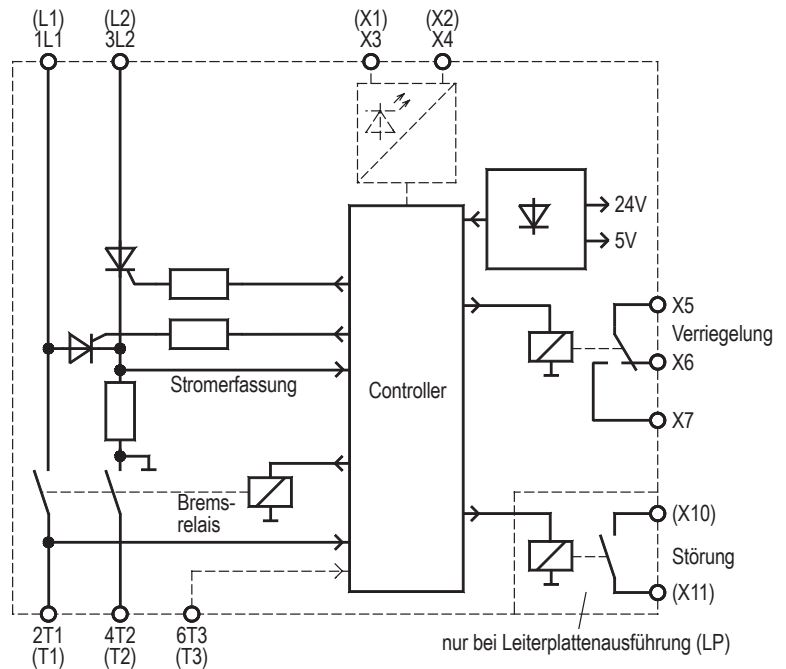 (L1)
1L1
(L2)
3L2
(X1)
X3
(X2)
X4
24V
5V
X5
Verriegelung
X6
Stromerfassung
Controller
X7
Brems-
relais
(X10)
Störung
(X11)
2T1
(T1)
4T2
(T2)
6T3
(T3)
nur bei Leiterplattenausführung (LP)